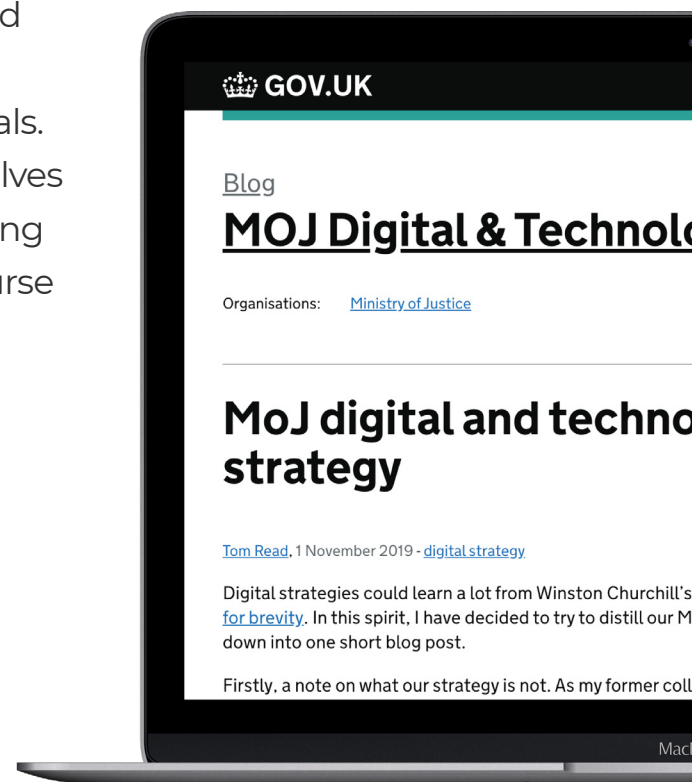 d
als.
lves
ng
urse
GOV.UK
Blog
MOJ Digital & Technolo
Organisations: Ministry of Justice
MoJ digital and techno
strategy
Tom Read, 1 November 2019 - digital strategy
Digital strategies could learn a lot from Winston Churchill's
for brevity. In this spirit, I have decided to try to distill our M
down into one short blog post.
Firstly, a note on what our strategy is not. As my former coll
Mac